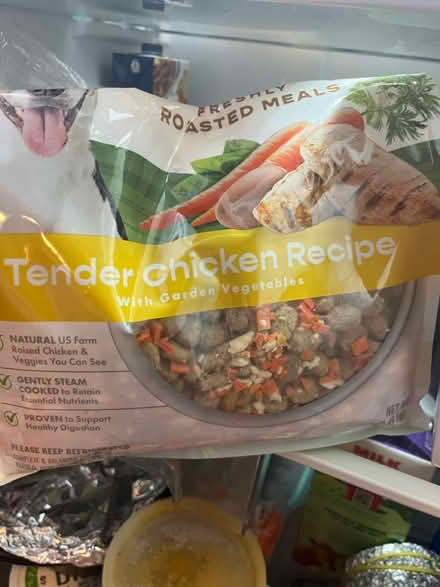 FRESHLY
ROASTED MEALS
Tender Chicken Recipe
With Garden Vegetables
NATURAL US Farm
Raised Chicken &
Veggies You Can See
GENTLY STEAM
COOKED to Retain
Essential Nutrients
PROVEN to Support
Healthy Digestion
PLEASE KEEP REFRIGERATED
MILK